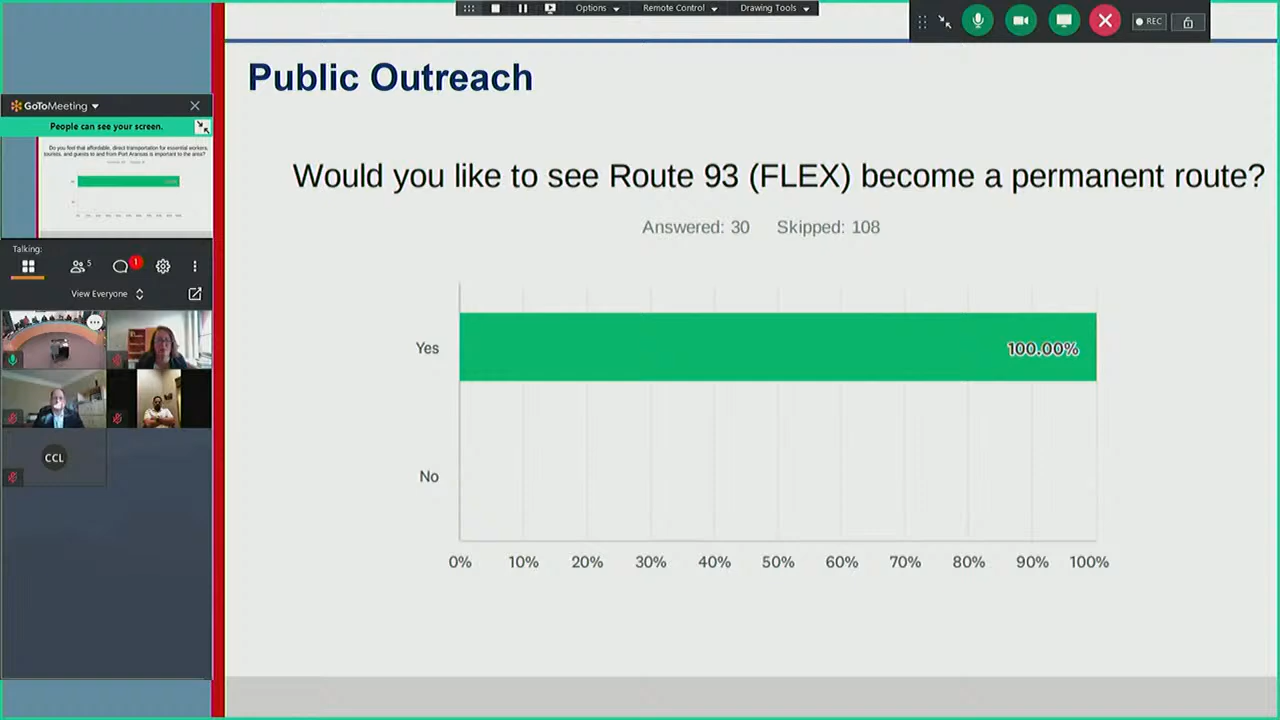 Options
Remote Control
Drawing Tools
REC
Public Outreach
GoToMeeting
People can see your screen.
Do you feel that affordable, direct transportation for essential workers,
tourists, and guests to and from Port Aransas is important to the area?
Would you like to see Route 93 (FLEX) become a permanent route?
Answered: 30 Skipped: 108
Talking:
5
1
View Everyone
Yes
100.00%
CCL
No
0% 10% 20% 30% 40% 50% 60% 70% 80% 90% 100%